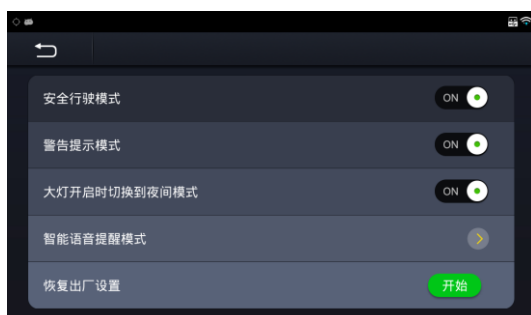 安全行驶模式
ON
警告提示模式
ON
大灯开启时切换到夜间模式
ON
智能语音提醒模式
恢复出厂设置
开始